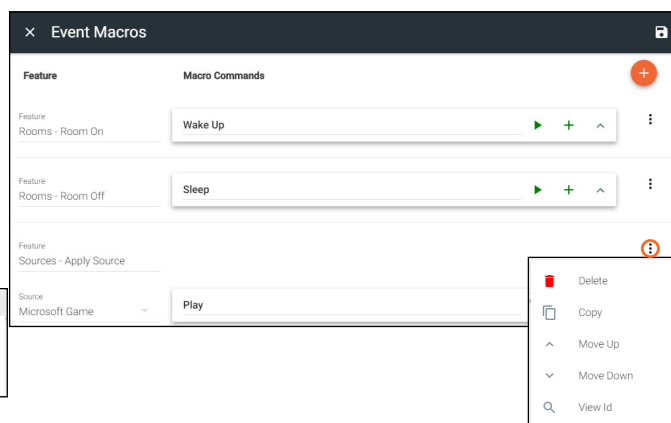 Event Macros
Feature Macro Commands
Feature
Rooms - Room On
Wake Up
Feature
Rooms - Room Off
Sleep
Feature
Sources - Apply Source
Source
Microsoft Game
Play
Delete
Copy
Move Up
Move Down
View Id